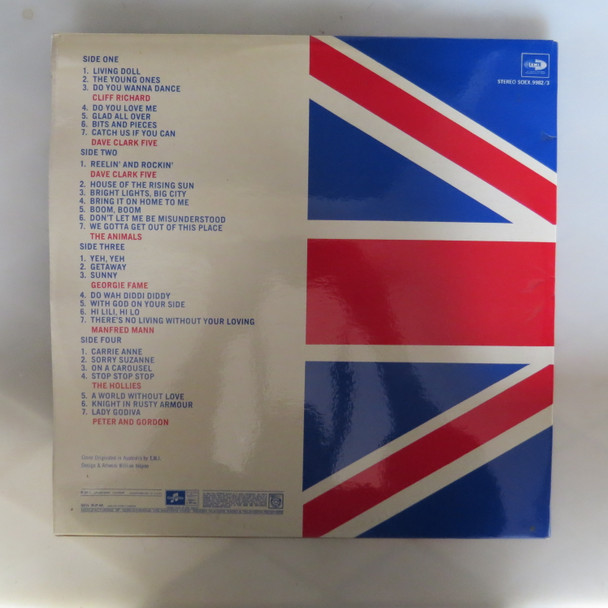 SIDE ONE
1. LIVING DOLL
2. THE YOUNG ONES
3. DO YOU WANNA DANCE
CLIFF RICHARD
4. DO YOU LOVE ME
5. GLAD ALL OVER
6. BITS AND PIECES
7. CATCH US IF YOU CAN
DAVE CLARK FIVE
SIDE TWO
1. REELIN' AND ROCKIN'
DAVE CLARK FIVE
2. HOUSE OF THE RISING SUN
3. BRIGHT LIGHTS, BIG CITY
4. BRING IT ON HOME TO ME
5. BOOM, BOOM
6. DON'T LET ME BE MISUNDERSTOOD
7. WE GOTTA GET OUT OF THIS PLACE
THE ANIMALS
SIDE THREE
1. YEH, YEH
2. GETAWAY
3. SUNNY
GEORGIE FAME
4. DO WAH DIDDI DIDDY
5. WITH GOD ON YOUR SIDE
6. HI LILI, HI LO
7. THERE'S NO LIVING WITHOUT YOUR LOVING
MANFRED MANN
SIDE FOUR
1. CARRIE ANNE
2. SORRY SUZANNE
3. ON A CAROUSEL
4. STOP STOP STOP
THE HOLLIES
5. A WORLD WITHOUT LOVE
6. KNIGHT IN RUSTY ARMOUR
7. LADY GODIVA
PETER AND GORDON
in Australia by E.M.I.
Design &
EMI
STEREO SOEX.9982/3